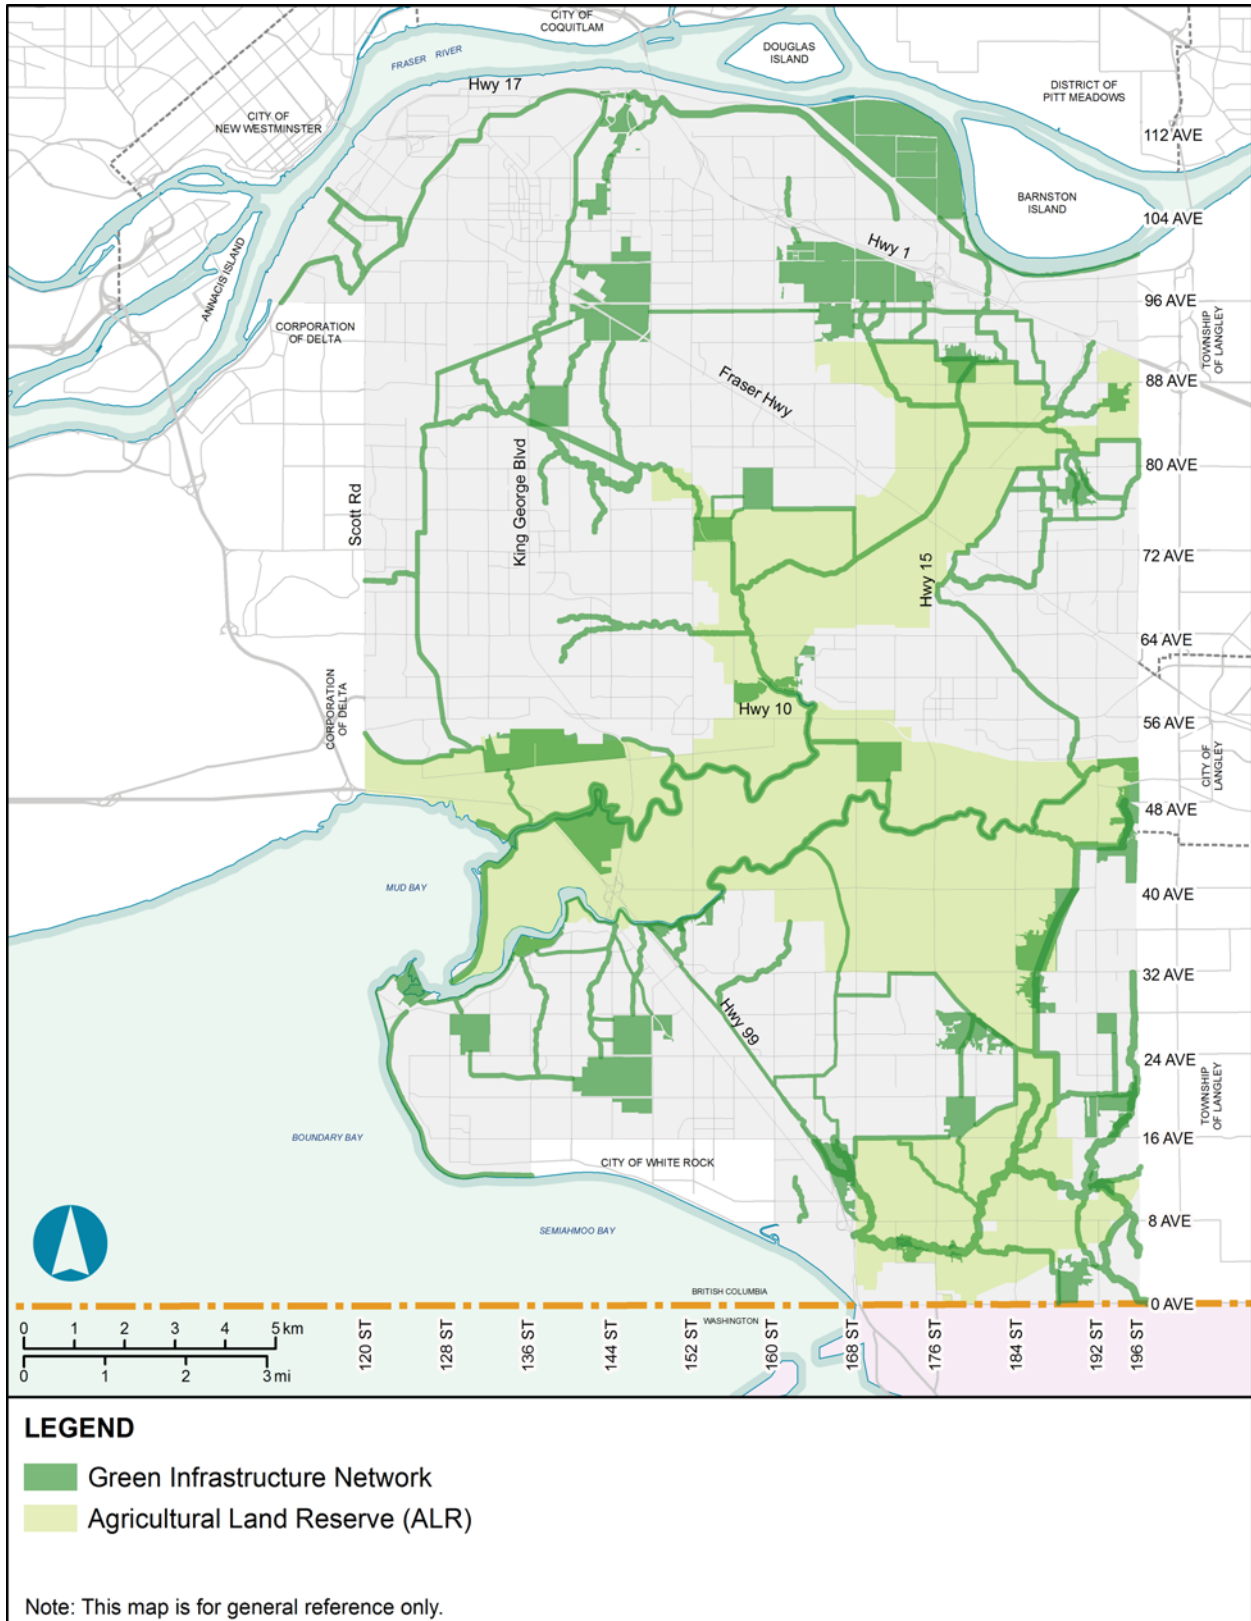 CITY OF
COQUITLAM
FRASER RIVER
DOUGLAS
ISLAND
Hwy 17
DISTRICT OF
PITT MEADOWS
CITY OF
NEW WESTMINSTER
112 AVE
BARNSTON
ISLAND
104 AVE
Hwy 1
ANNACIS ISLAND
96 AVE
CORPORATION
OF DELTA
TOWNSHIP
OF LANGLEY
88 AVE
Fraser Hwy
King George Blvd
80 AVE
Scott Rd
72 AVE
Hwy 15
64 AVE
CORPORATION
OF DELTA
Hwy 10
56 AVE
CITY OF
LANGLEY
48 AVE
MUD BAY
40 AVE
32 AVE
Hwy 99
24 AVE
TOWNSHIP
OF LANGLEY
BOUNDARY BAY
16 AVE
CITY OF WHITE ROCK
SEMIAHMOO BAY
8 AVE
BRITISH COLUMBIA
0 AVE
WASHINGTON
0 1 2 3 4 5 km
0 1 2 3 mi
120 ST
128 ST
136 ST
144 ST
152 ST
160 ST
168 ST
176 ST
184 ST
192 ST
196 ST
LEGEND
Green Infrastructure Network
Agricultural Land Reserve (ALR)
Note: This map is for general reference only.